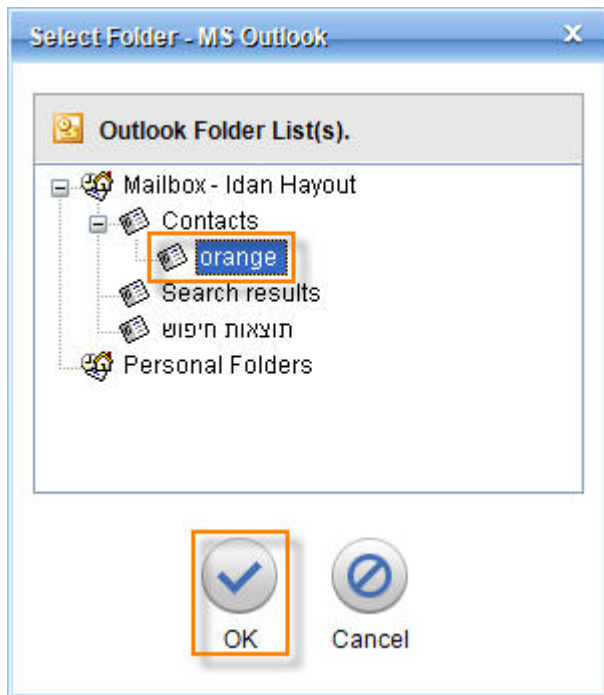 Select Folder - MS Outlook
Outlook Folder List(s).
Mailbox - Idan Hayout
Contacts
orange
Search results
תוצאות חיפוש
Personal Folders
OK
Cancel